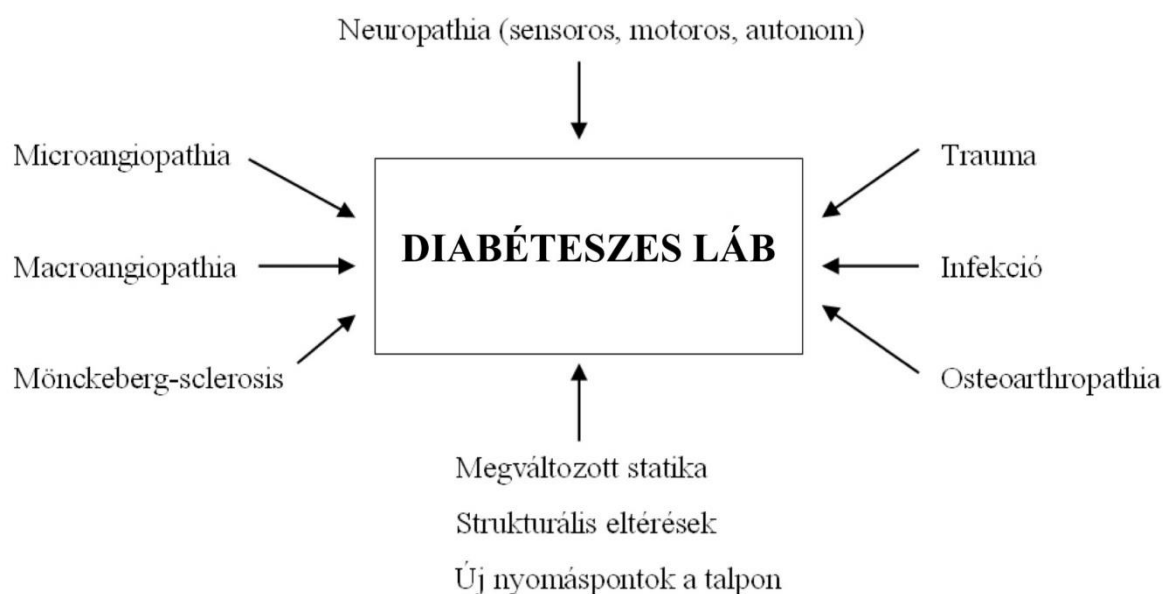 Neuropathia (sensoros, motoros, autonom)
Microangiopathia
Trauma
DIABÉTESZES LÁB
Macroangiopathia
Infekció
Mönckeberg-sclerosis
Osteoarthropathia
Megváltozott statika
Strukturális eltérések
Új nyomáspontok a talpon